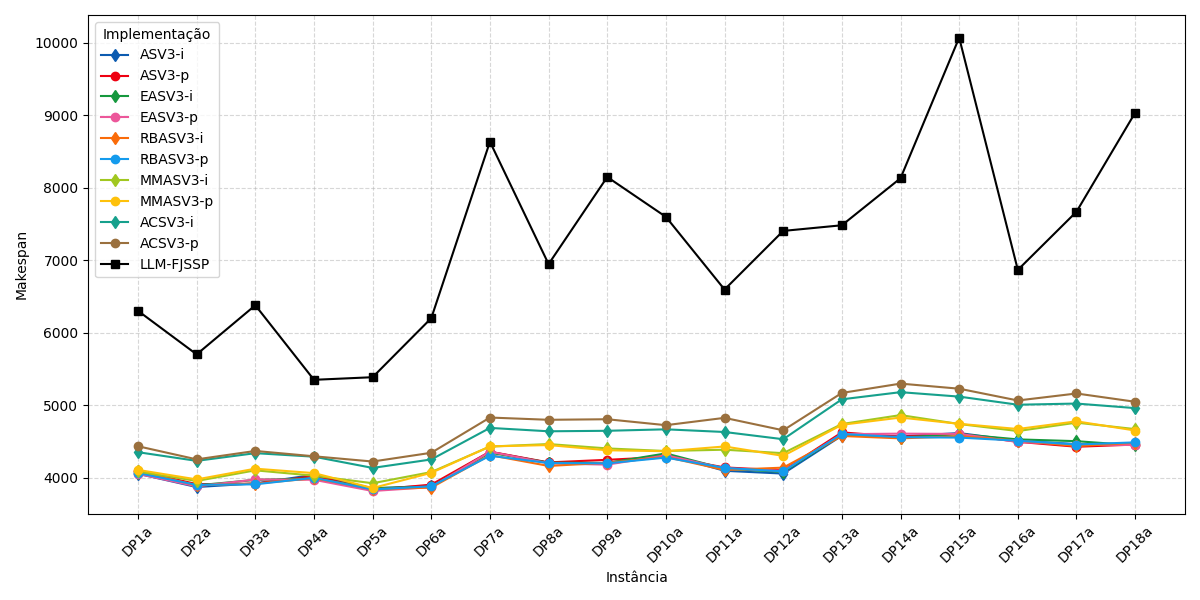 Implementação
ASV3-i
ASV3-p
EASV3-i
EASV3-p
RBASV3-i
RBASV3-p
MMASV3-i
MMASV3-p
ACSV3-i
ACSV3-p
LLM-FJSSP
Makespan
10000
9000
8000
7000
6000
5000
4000
DP1a
DP2a
DP3a
DP4a
DP5a
DP6a
DP7a
DP8a
DP9a
DP10a
DP11a
DP12a
DP13a
DP14a
DP15a
DP16a
DP17a
DP18a
Instância